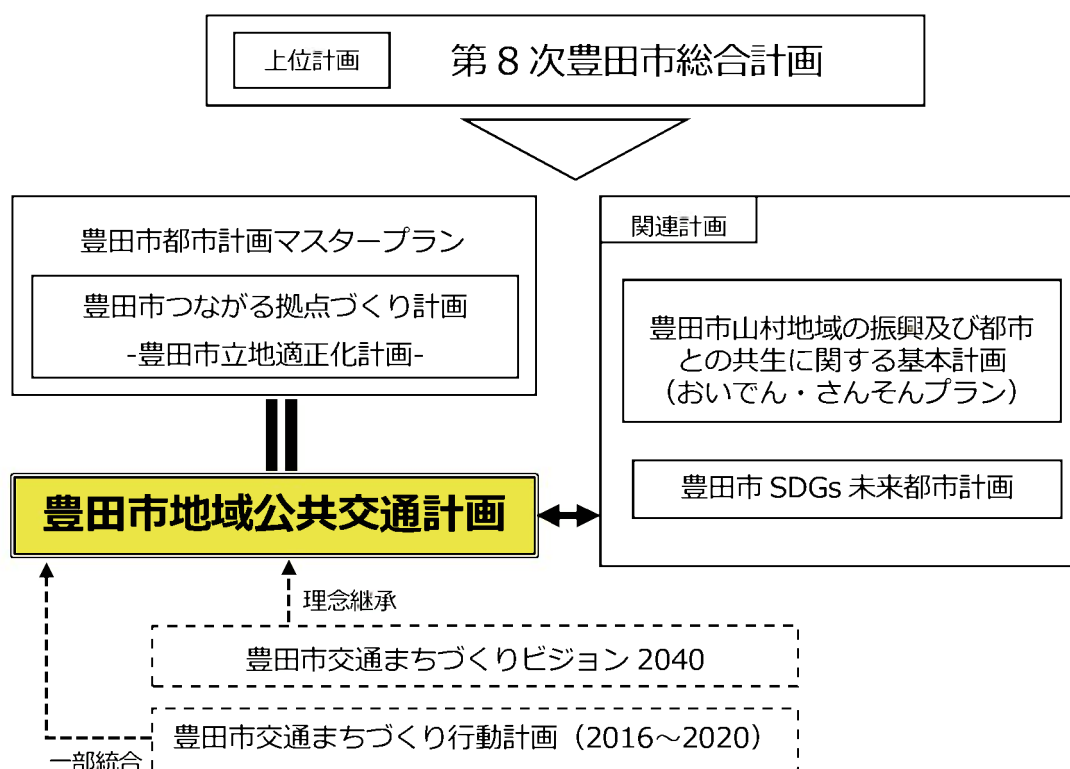 上位計画
第8次豊田市総合計画
豊田市都市計画マスタープラン
豊田市つながる拠点づくり計画
-豊田市立地適正化計画-
関連計画
豊田市山村地域の振興及び都市
との共生に関する基本計画
(おいでん・さんそんプラン)
豊田市 SDGs 未来都市計画
豊田市地域公共交通計画
理念継承
豊田市交通まちづくりビジョン 2040
豊田市交通まちづくり行動計画(2016~2020)
一部統合